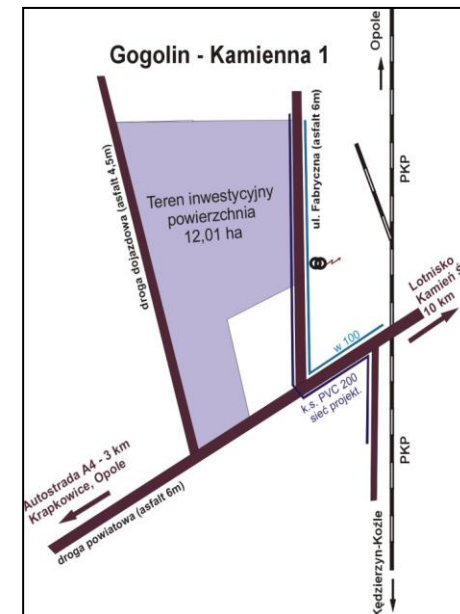 Gogolin - Kamienna 1
Opole
PKP
ul. Fabryczna (asfalt 6m)
droga dojazdowa (asfalt 4,5m)
Teren inwestycyjny
powierzchnia
12,01 ha
Lotnisko
Kamień Ś
10 km
w 100
k.s. PVC 200
sieć projekt.
Autostrada A4 - 3 km
Krapkowice, Opole
droga powiatowa (asfalt 6m)
PKP
Kędzierzyn-Koźle